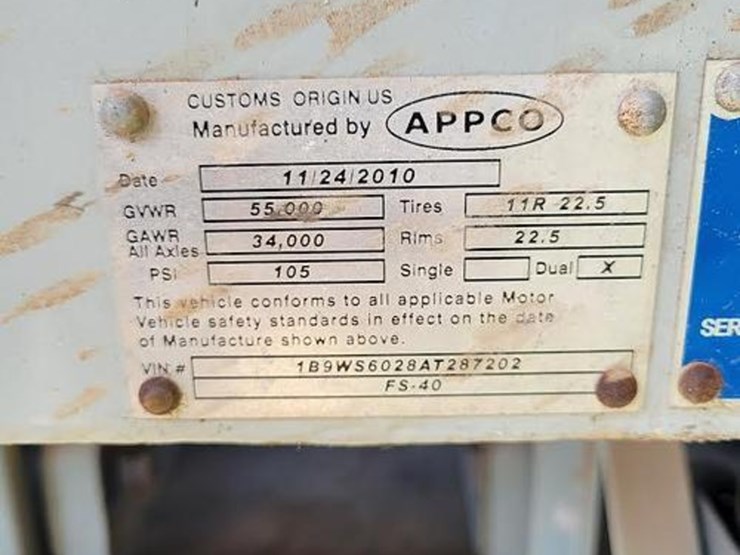 CUSTOMS ORIGIN US
Manufactured by APPCO
Date 11/24/2010
GVWR 55,000 Tires 11R 22.5
GAWR All Axles 34,000 Rims 22.5
PSI 105 Single Dual X
This vehicle conforms to all applicable Motor
Vehicle safety standards in effect on the date
of Manufacture shown above.
VIN # 1B9WS6028AT287202
FS-40
SER